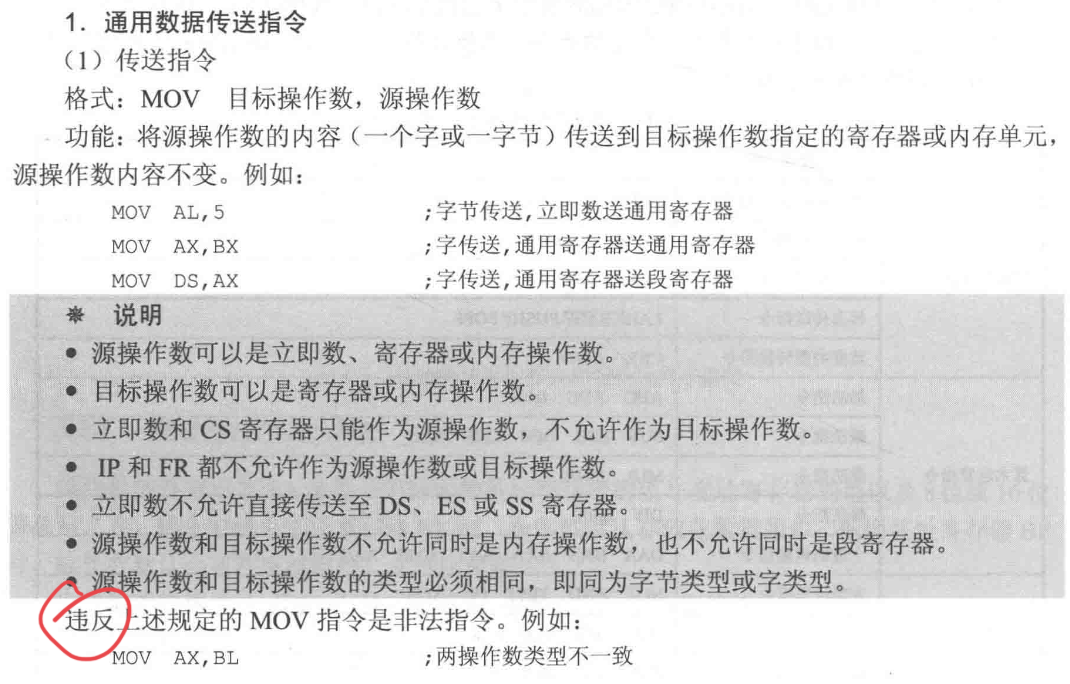 1. 通用数据传送指令
（1）传送指令
格式：MOV 目标操作数，源操作数
功能：将源操作数的内容（一个字或一字节）传送到目标操作数指定的寄存器或内存单元，
源操作数内容不变。例如：
MOV AL,5 ;字节传送,立即数送通用寄存器
MOV AX,BX ;字传送,通用寄存器送通用寄存器
MOV DS,AX ;字传送,通用寄存器送段寄存器
※ 说明
● 源操作数可以是立即数、寄存器或内存操作数。
● 目标操作数可以是寄存器或内存操作数。
● 立即数和 CS 寄存器只能作为源操作数，不允许作为目标操作数。
● IP 和 FR 都不允许作为源操作数或目标操作数。
● 立即数不允许直接传送至 DS、ES 或 SS 寄存器。
● 源操作数和目标操作数不允许同时是内存操作数，也不允许同时是段寄存器。
● 源操作数和目标操作数的类型必须相同，即同为字节类型或字类型。
违反上述规定的 MOV 指令是非法指令。例如：
MOV AX,BL ;两操作数类型不一致